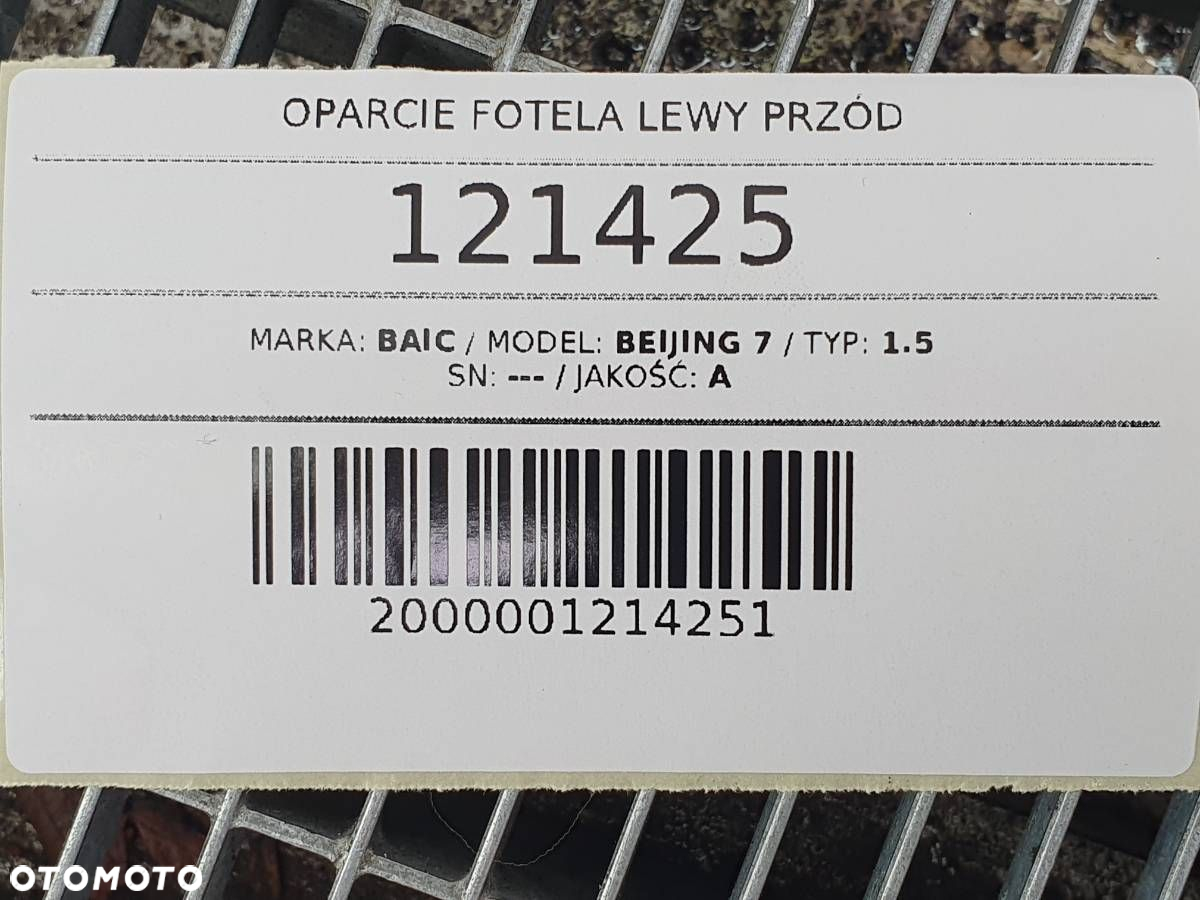 OPARCIE FOTELA LEWY PRZÓD
121425
MARKA: BAIC / MODEL: BEIJING 7 / TYP: 1.5
SN: --- / JAKOŚĆ: A
2000001214251
OTOMOTO